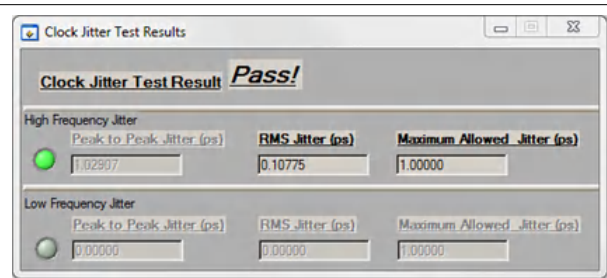 Clock Jitter Test Results
Clock Jitter Test Result Pass!
High Frequency Jitter
Peak to Peak Jitter (ps) RMS Jitter (ps) Maximum Allowed Jitter (ps)
1.02907 0.10775 1.00000
Low Frequency Jitter
Peak to Peak Jitter (ps) RMS Jitter (ps) Maximum Allowed Jitter (ps)
0.00000 0.00000 1.00000